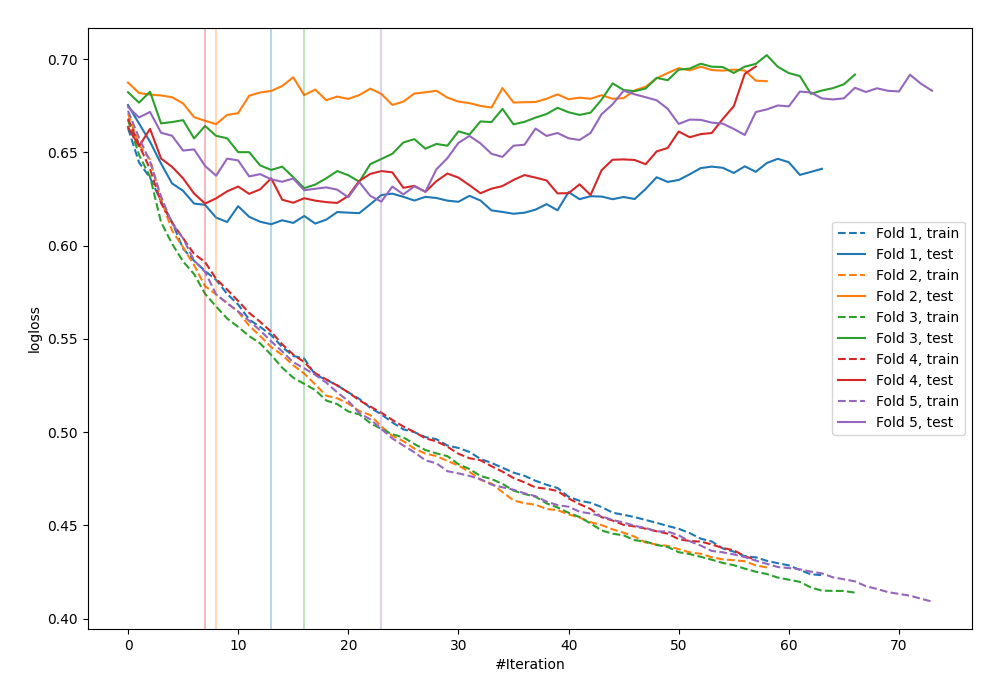 0.70
0.65
0.60
0.55
0.50
0.45
0.40
logloss
0
10
20
30
40
50
60
70
#Iteration
Fold 1, train
Fold 1, test
Fold 2, train
Fold 2, test
Fold 3, train
Fold 3, test
Fold 4, train
Fold 4, test
Fold 5, train
Fold 5, test